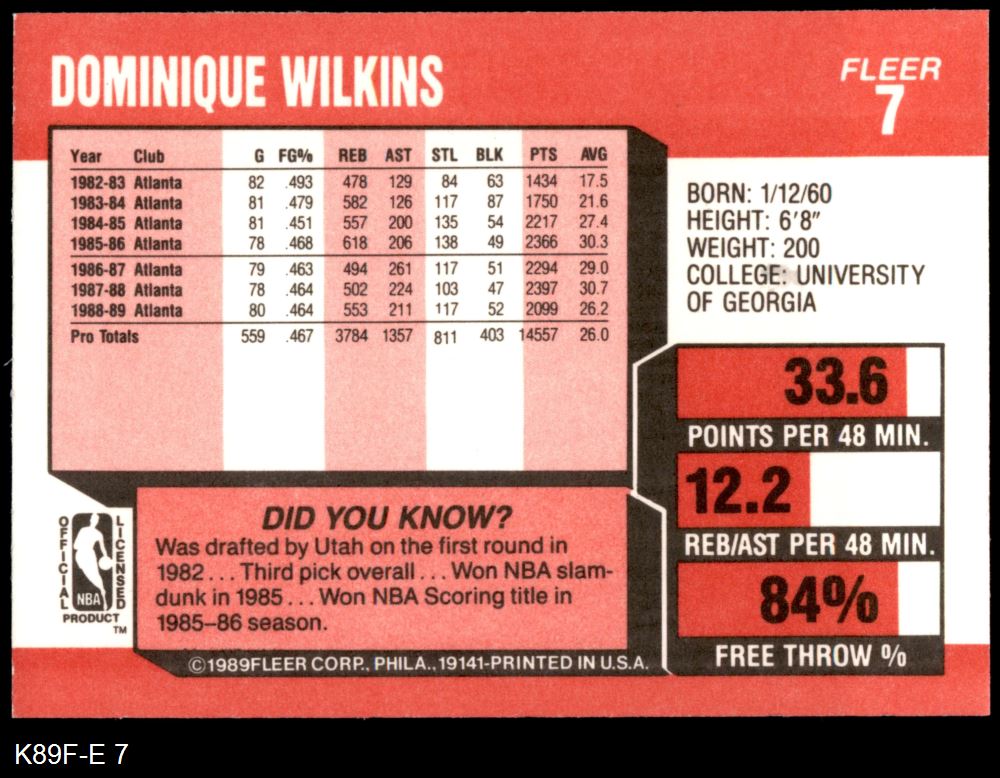 DOMINIQUE WILKINS
FLEER
7
Year Club G FG% REB AST STL BLK PTS AVG
1982-83 Atlanta 82 .493 478 129 84 63 1434 17.5
1983-84 Atlanta 81 .479 582 126 117 87 1750 21.6
1984-85 Atlanta 81 .451 557 200 135 54 2217 27.4
1985-86 Atlanta 78 .468 618 206 138 49 2366 30.3
1986-87 Atlanta 79 .463 494 261 117 51 2294 29.0
1987-88 Atlanta 78 .464 502 224 103 47 2397 30.7
1988-89 Atlanta 80 .464 553 211 117 52 2099 26.2
Pro Totals 559 .467 3784 1357 811 403 14557 26.0
BORN: 1/12/60
HEIGHT: 6'8"
WEIGHT: 200
COLLEGE: UNIVERSITY
OF GEORGIA
33.6
POINTS PER 48 MIN.
12.2
REB/AST PER 48 MIN.
84%
FREE THROW %
OFFICIAL
LICENSED
NBA
PRODUCT
TM
DID YOU KNOW?
Was drafted by Utah on the first round in
1982... Third pick overall... Won NBA slam-
dunk in 1985... Won NBA Scoring title in
1985–86 season.
©1989FLEER CORP., PHILA., 19141-PRINTED IN U.S.A.
K89F-E 7